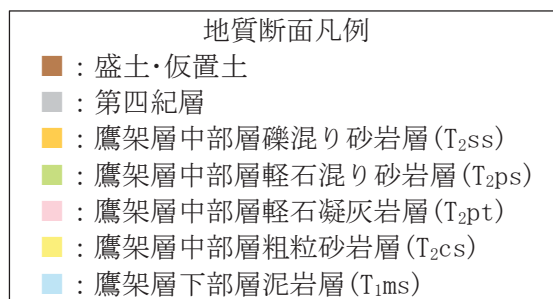 地質断面凡例
：盛土･仮置土
：第四紀層
：鷹架層中部層礫混り砂岩層(T₂ss)
：鷹架層中部層軽石混り砂岩層(T₂ps)
：鷹架層中部層軽石凝灰岩層(T₂pt)
：鷹架層中部層粗粒砂岩層(T₂cs)
：鷹架層下部層泥岩層(T₁ms)